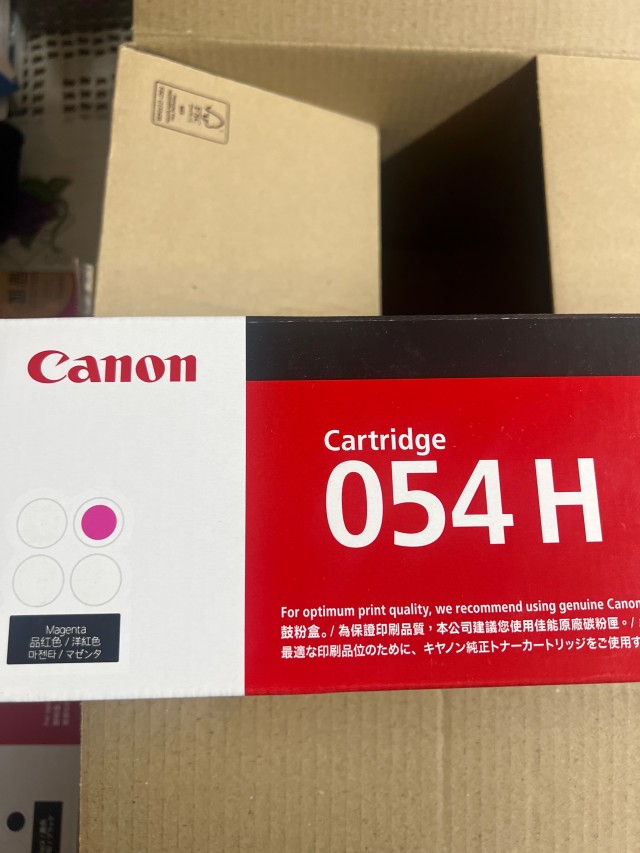 Canon
Cartridge
054 H
Magenta
品红色 / 洋紅色
마젠타 / マゼンタ
For optimum print quality, we recommend using genuine Canon
鼓粉盒。/ 為保證印刷品質，本公司建議您使用佳能原廠碳粉匣。/
最適な印刷品位のために、キヤノン純正トナーカートリッジをご使用す